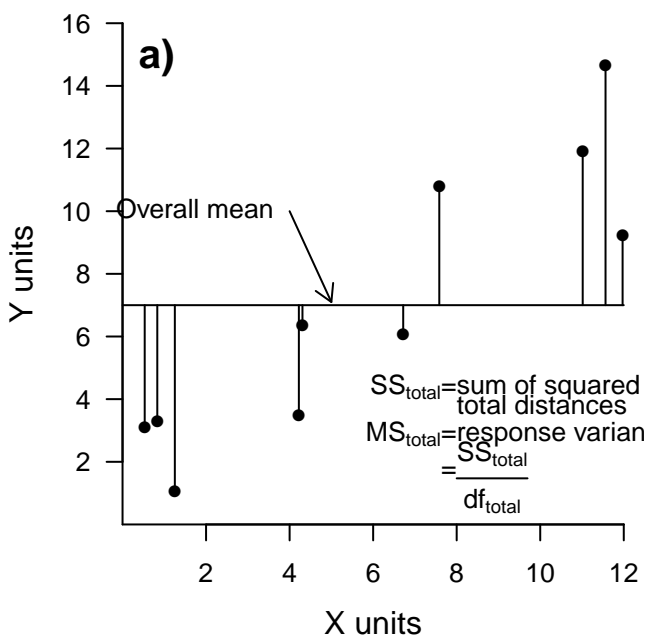 a)
16
14
12
10
8
6
4
2
Y units
Overall mean
SStotal=sum of squared
total distances
MStotal=response varian
=SStotal
dftotal
2 4 6 8 10 12
X units